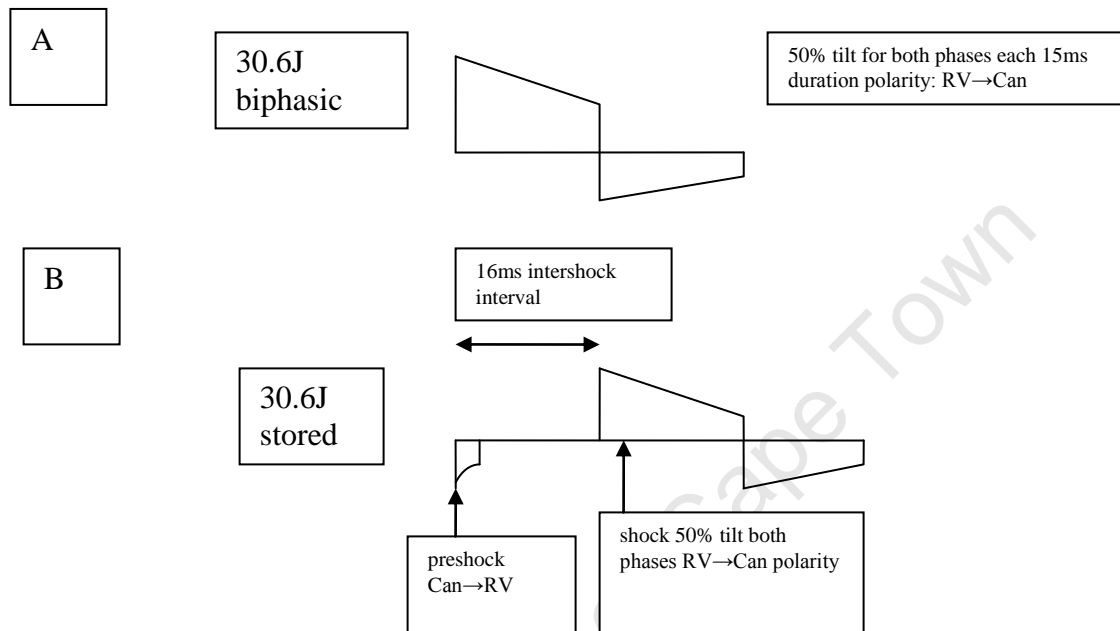 A
30.6J
biphasic
50% tilt for both phases each 15ms
duration polarity: RV→Can
B
16ms intershock
interval
30.6J
stored
preshock
Can→RV
shock 50% tilt both
phases RV→Can polarity
Cape Town